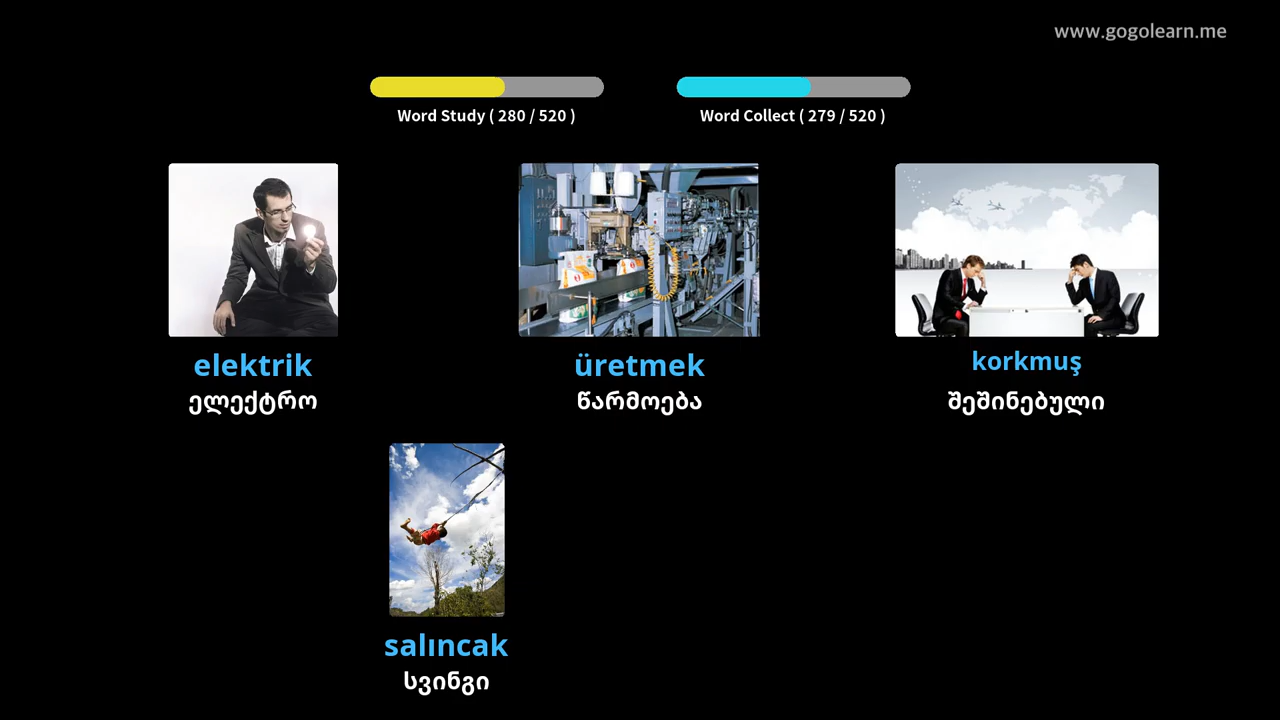 www.gogolearn.me
Word Study ( 280 / 520 )
Word Collect ( 279 / 520 )
elektrik
ელექტრო
üretmek
წარმოება
korkmuş
შეშინებული
salıncak
სვინგი